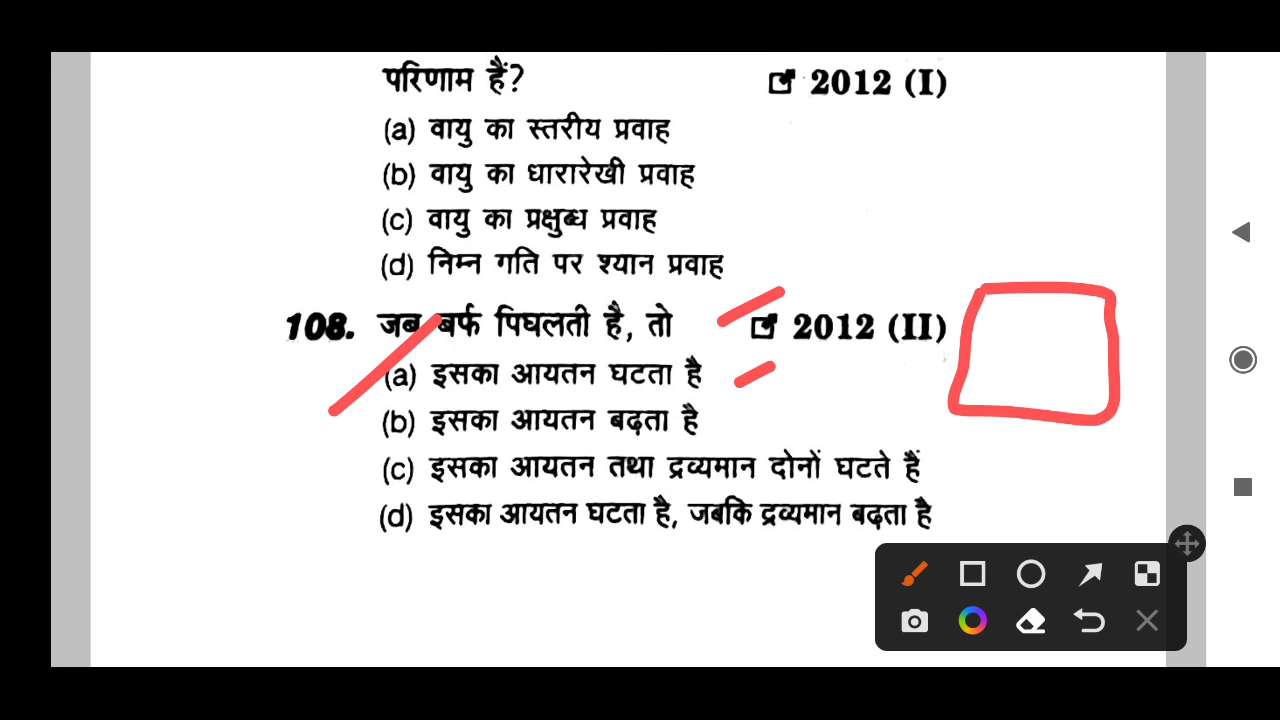 परिणाम हैं? 2012 (I)
(a) वायु का स्तरीय प्रवाह
(b) वायु का धारारेखी प्रवाह
(c) वायु का प्रक्षुब्ध प्रवाह
(d) निम्न गति पर श्यान प्रवाह
108. जब बर्फ पिघलती है, तो 2012 (II)
(a) इसका आयतन घटता है
(b) इसका आयतन बढ़ता है
(c) इसका आयतन तथा द्रव्यमान दोनों घटते हैं
(d) इसका आयतन घटता है, जबकि द्रव्यमान बढ़ता है